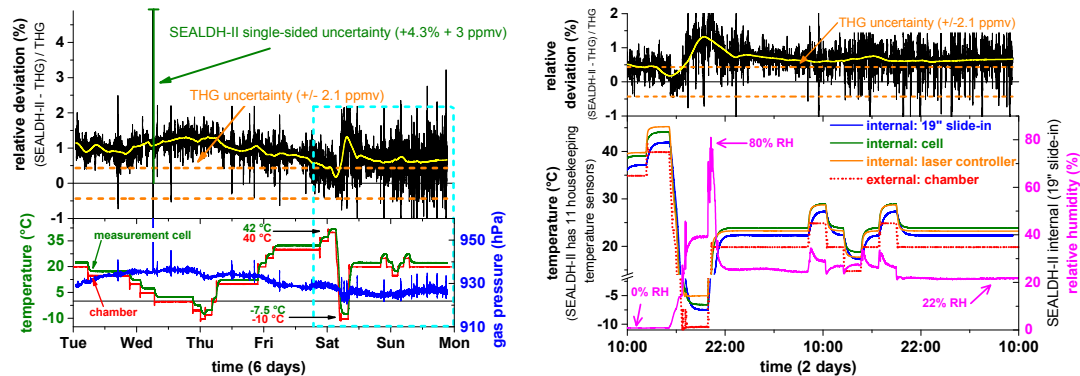 relative deviation (%)
(SEALDH-II - THG) / THG
4
3
2
1
0
-1
SEALDH-II single-sided uncertainty (+4.3% + 3 ppmv)
THG uncertainty (+/- 2.1 ppmv)
temperature (°C)
35
20
5
-10
measurement cell
chamber
42 °C
40 °C
-7.5 °C
-10 °C
950
930
910
gas pressure (hPa)
Tue Wed Thu Fri Sat Sun Mon
time (6 days)
relative
deviation (%)
(SEALDH-II - THG) / THG
2
1
0
-1
THG uncertainty (+/-2.1 ppmv)
temperature (°C)
(SEALDH-II has 11 housekeeping
temperature sensors)
40
30
20
0
-5
-10
internal: 19" slide-in
internal: cell
internal: laser controller
external: chamber
80% RH
0% RH
22% RH
80
60
40
20
0
SEALDH-II internal (19" slide-in)
relative humidity (%)
10:00 22:00 10:00 22:00 10:00
time (2 days)